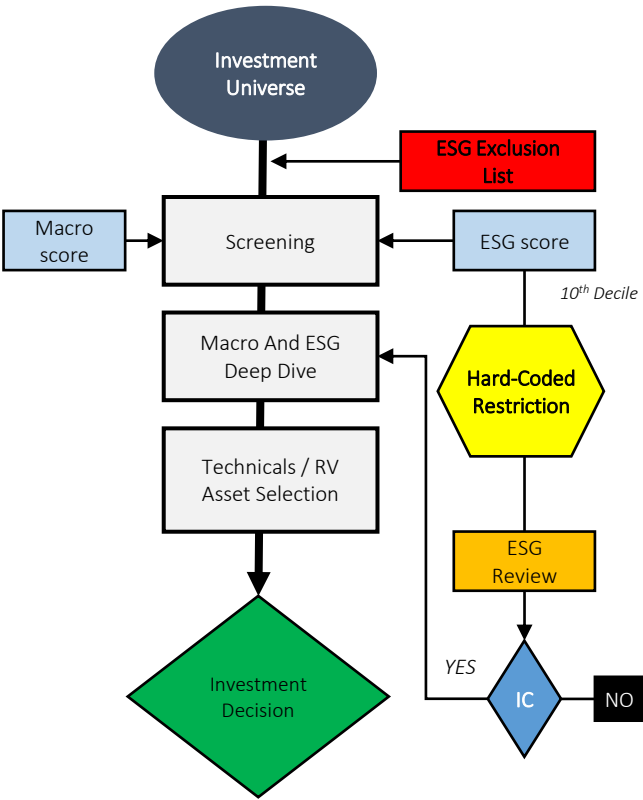 Investment
Universe
ESG Exclusion
List
Macro
score
Screening
ESG score
10th Decile
Macro And ESG
Deep Dive
Hard-Coded
Restriction
Technicals / RV
Asset Selection
ESG
Review
Investment
Decision
YES
IC
NO